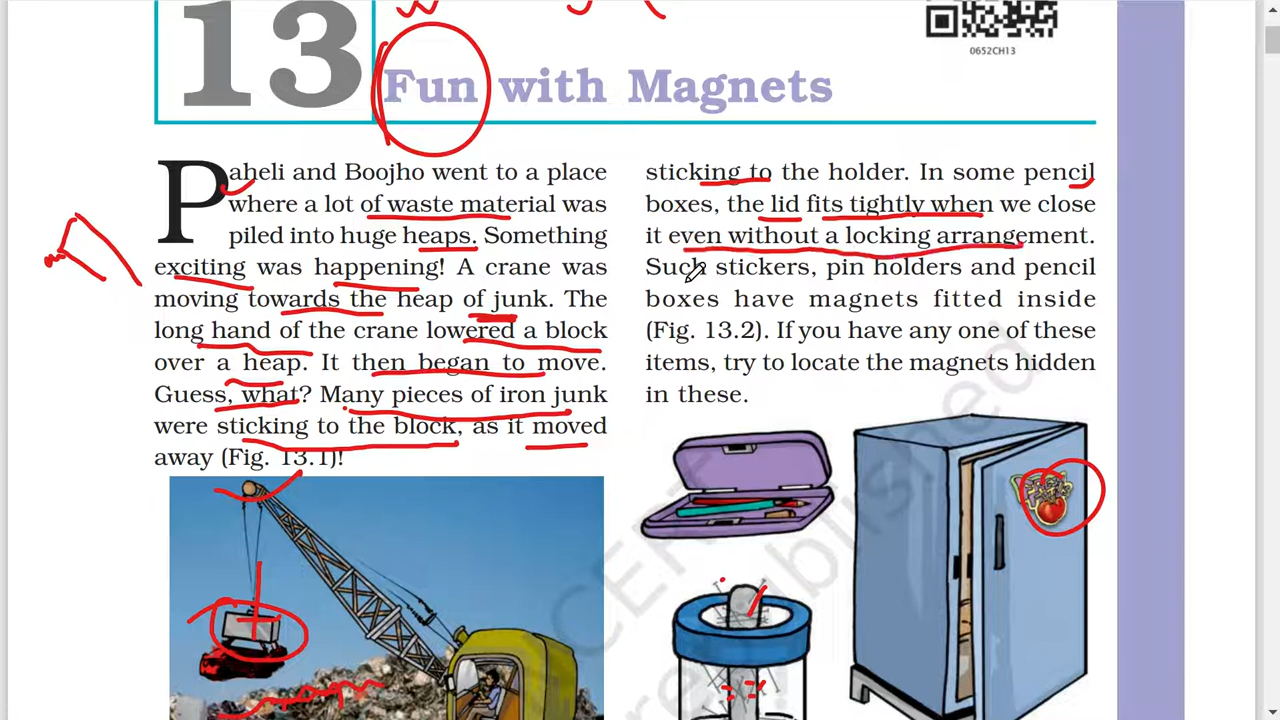 13
Fun with Magnets
0652CH13
Paheli and Boojho went to a place
where a lot of waste material was
piled into huge heaps. Something
exciting was happening! A crane was
moving towards the heap of junk. The
long hand of the crane lowered a block
over a heap. It then began to move.
Guess, what? Many pieces of iron junk
were sticking to the block, as it moved
away (Fig. 13.1)!
sticking to the holder. In some pencil
boxes, the lid fits tightly when we close
it even without a locking arrangement.
Such stickers, pin holders and pencil
boxes have magnets fitted inside
(Fig. 13.2). If you have any one of these
items, try to locate the magnets hidden
in these.